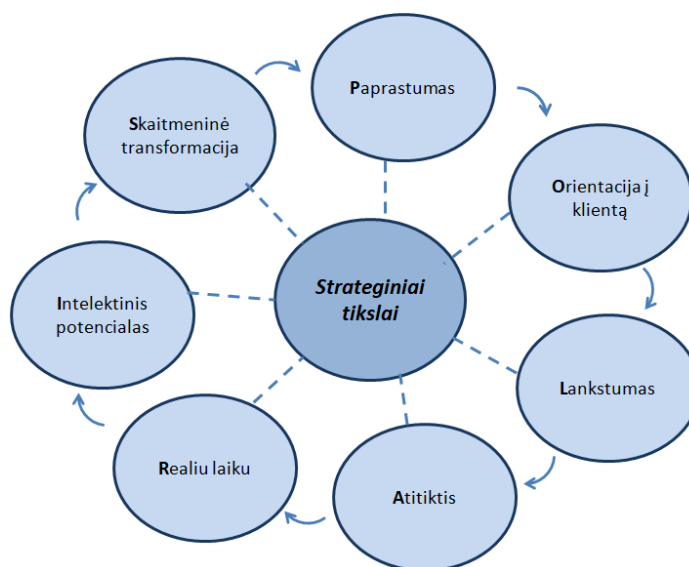 Paprastumas
Orientacija į
klientą
Lankstumas
Atitiktis
Realiu laiku
Intelektinis
potencialas
Skaitmeninė
transformacija
Strateginiai
tikslai